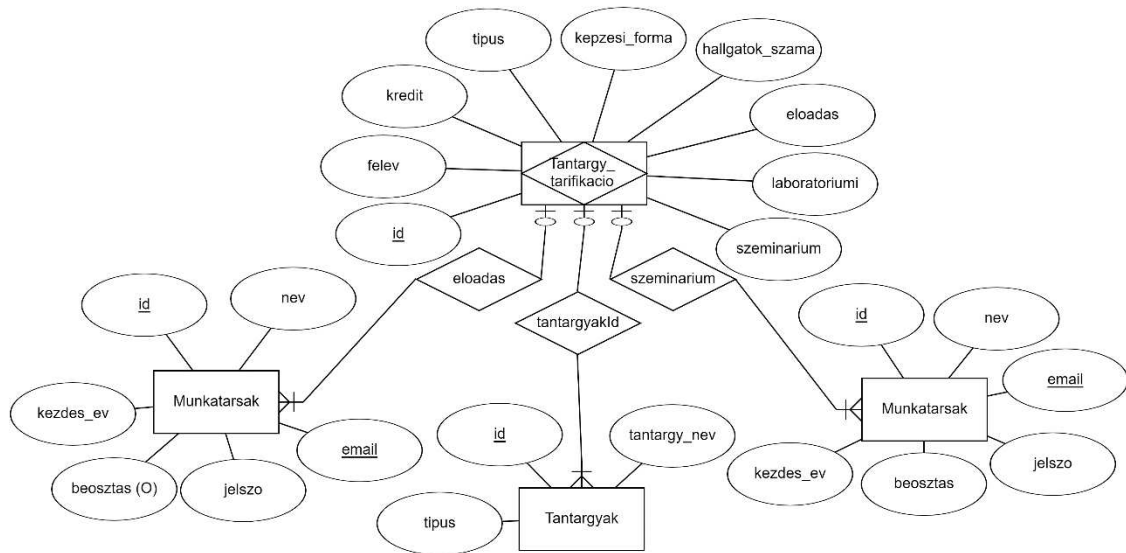 tipus
kepzesi_forma
hallgatok_szama
kredit
eloadas
felev
Tantargy_
tarifikacio
laboratoriumi
id
szeminarium
eloadas
szeminarium
id
nev
tantargyakId
id
nev
kezdes_ev
Munkatarsak
email
Munkatarsak
email
id
tantargy_nev
beosztas (O)
jelszo
kezdes_ev
beosztas
jelszo
tipus
Tantargyak